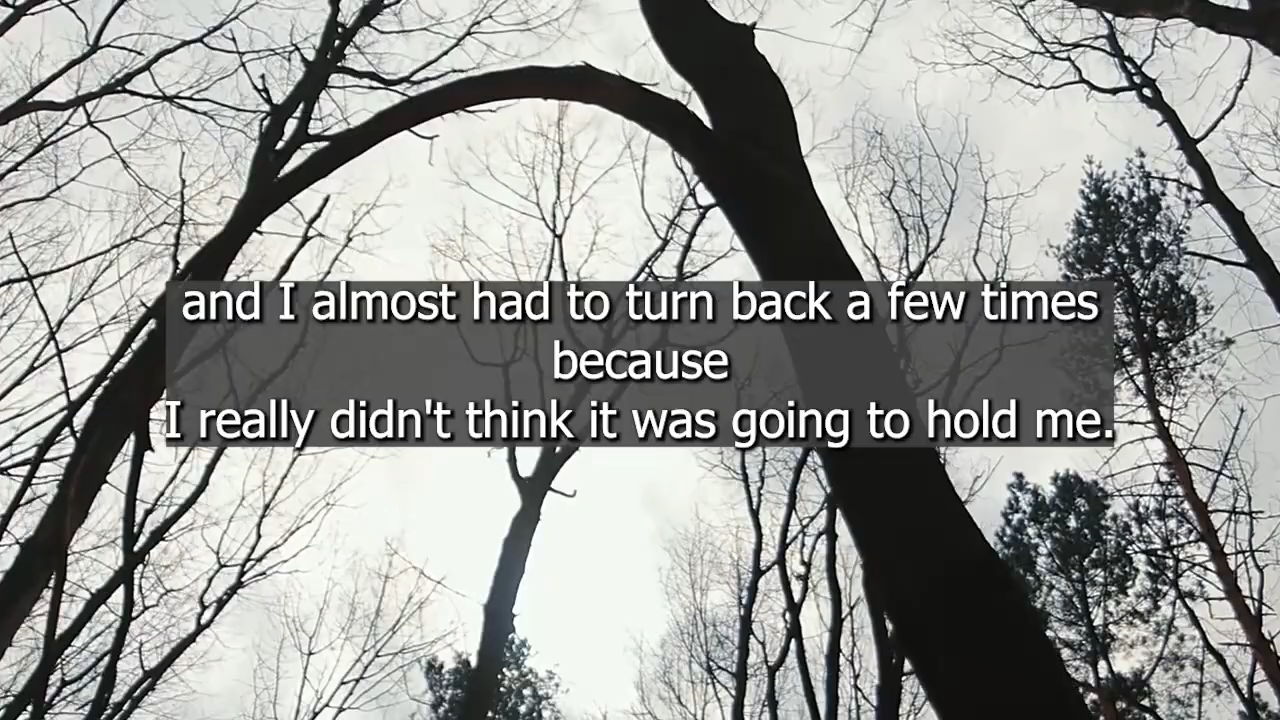 and I almost had to turn back a few times
because
I really didn't think it was going to hold me.